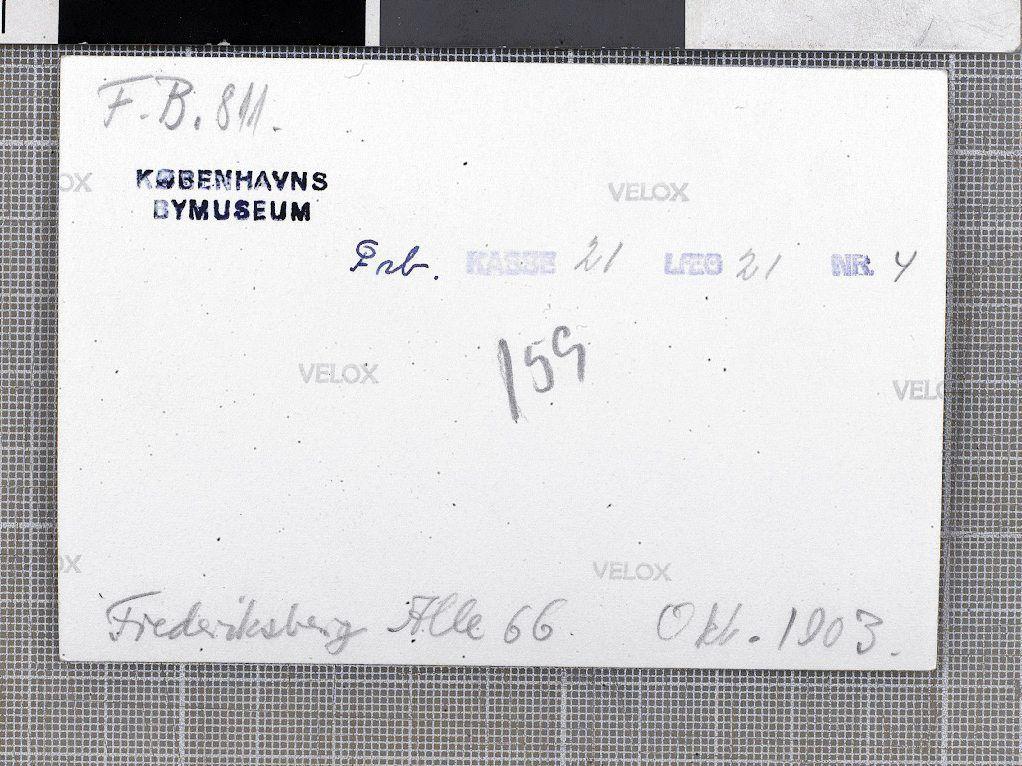 F.B. 811.
KØBENHAVNS
BYMUSEUM
VELOX
Frb. KASSE 21 LÆG 21 NR. 4
159
VELOX
VELOX
Frederiksberg Alle 66 Okt. 1903.